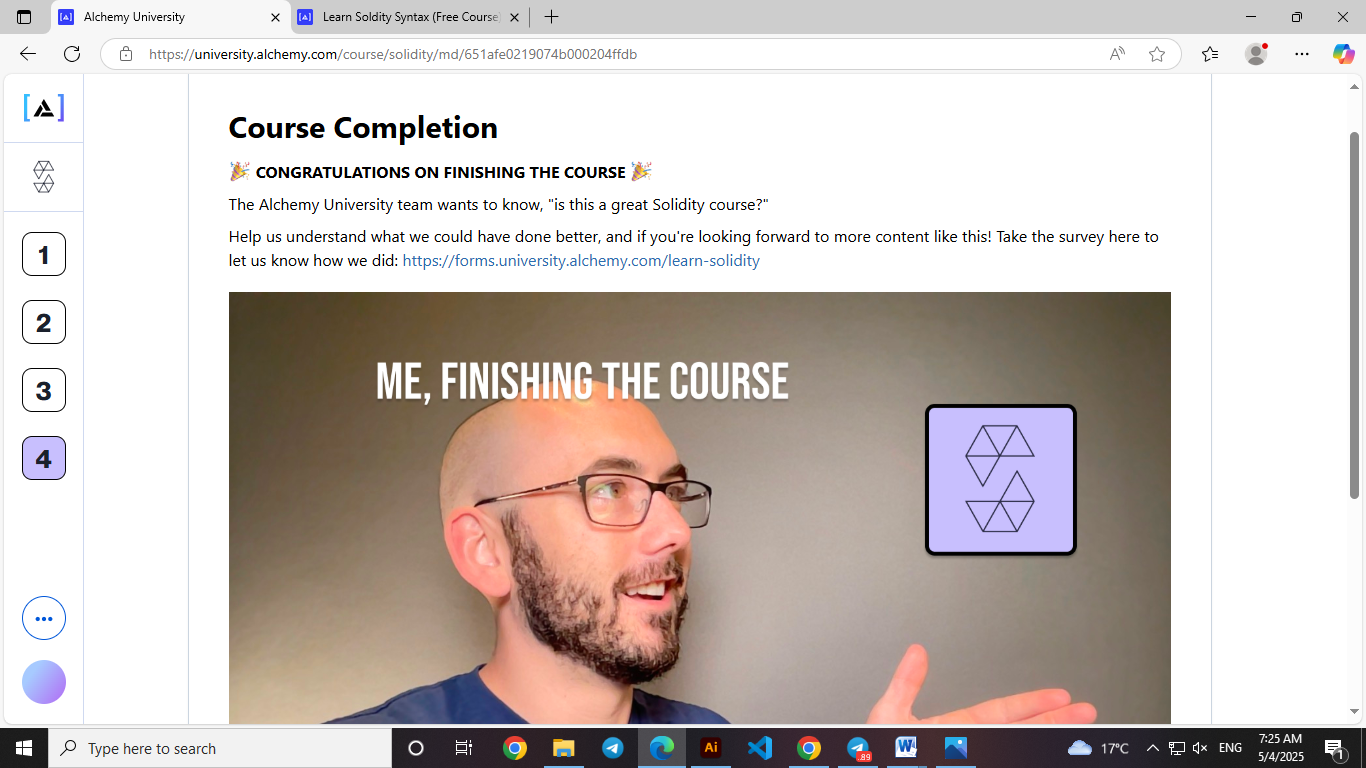 Alchemy University
Learn Soldity Syntax (Free Course)
https://university.alchemy.com/course/solidity/md/651afe0219074b000204ffdb
Course Completion
🎉 CONGRATULATIONS ON FINISHING THE COURSE 🎉
The Alchemy University team wants to know, "is this a great Solidity course?"
Help us understand what we could have done better, and if you're looking forward to more content like this! Take the survey here to
let us know how we did: https://forms.university.alchemy.com/learn-solidity
1
2
3
4
ME, FINISHING THE COURSE
Type here to search
Ai
.89
17°C
ENG
7:25 AM
5/4/2025
1